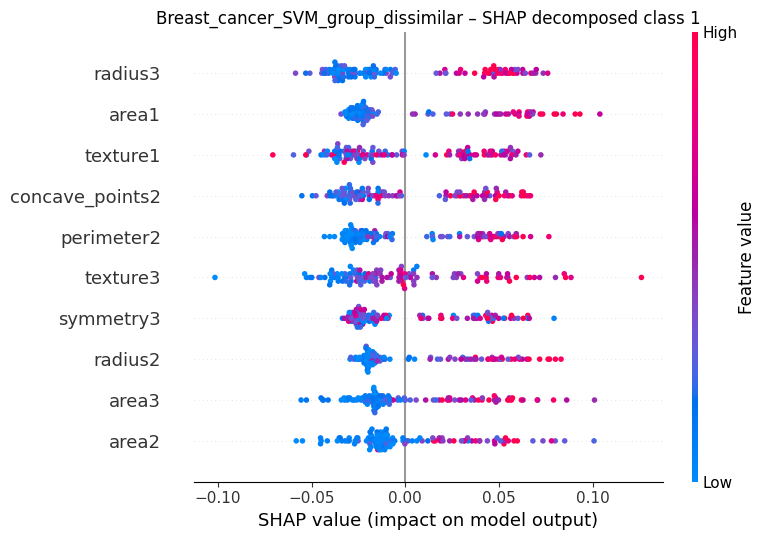 Breast_cancer_SVM_group_dissimilar – SHAP decomposed class 1
High
radius3
area1
texture1
concave_points2
perimeter2
texture3
symmetry3
radius2
area3
area2
Feature value
Low
−0.10 −0.05 0.00 0.05 0.10
SHAP value (impact on model output)